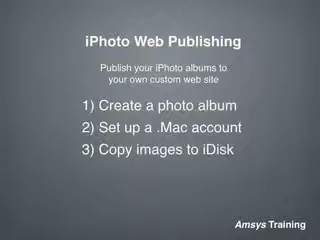 iPhoto Web Publishing
Publish your iPhoto albums to
your own custom web site
1) Create a photo album
2) Set up a .Mac account
3) Copy images to iDisk
Amsys Training